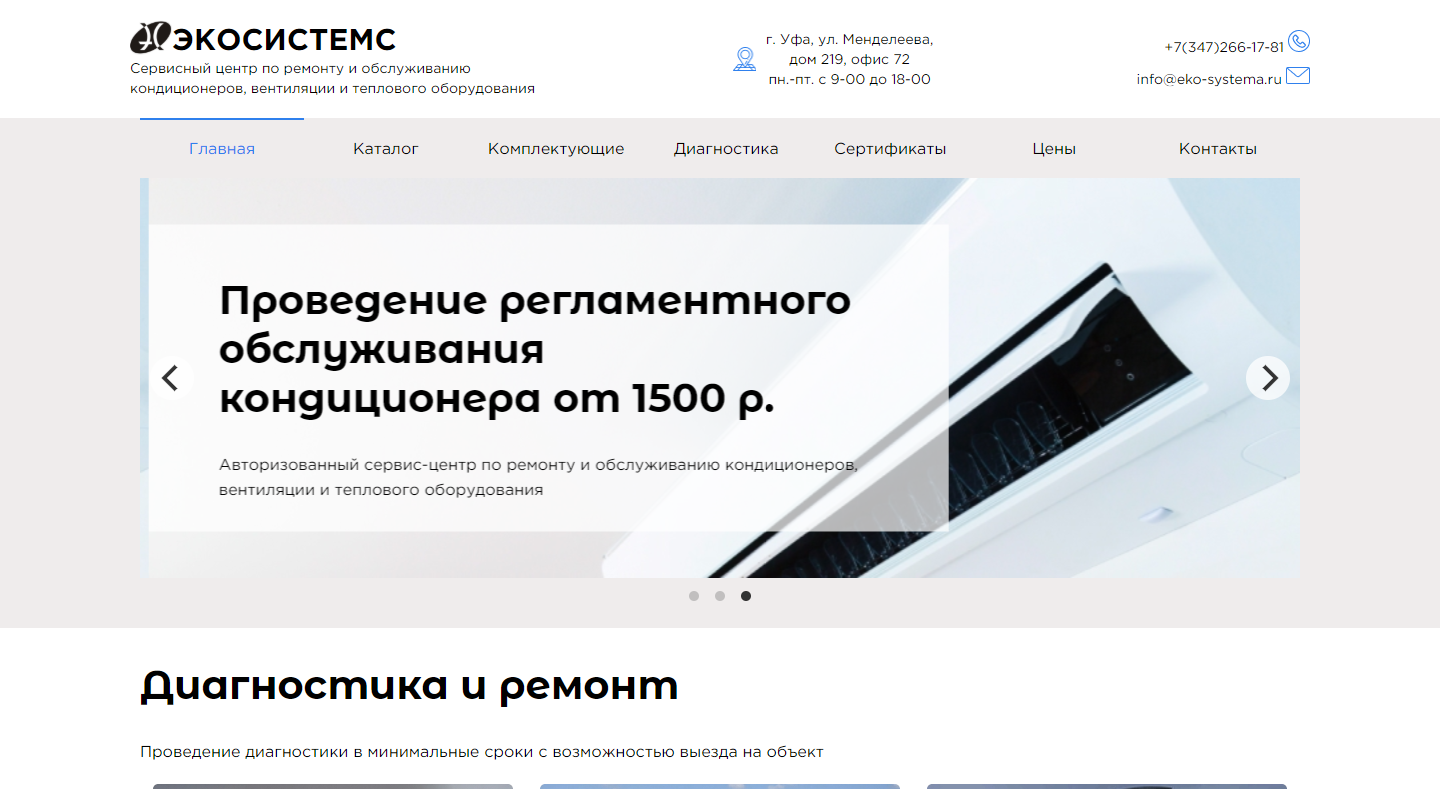 ЭКОСИСТЕМС
Сервисный центр по ремонту и обслуживанию
кондиционеров, вентиляции и теплового оборудования
г. Уфа, ул. Менделеева,
дом 219, офис 72
пн.-пт. с 9-00 до 18-00
+7(347)266-17-81
info@eko-systema.ru
Главная
Каталог
Комплектующие
Диагностика
Сертификаты
Цены
Контакты
Проведение регламентного
обслуживания
кондиционера от 1500 р.
Авторизованный сервис-центр по ремонту и обслуживанию кондиционеров,
вентиляции и теплового оборудования
Диагностика и ремонт
Проведение диагностики в минимальные сроки с возможностью выезда на объект